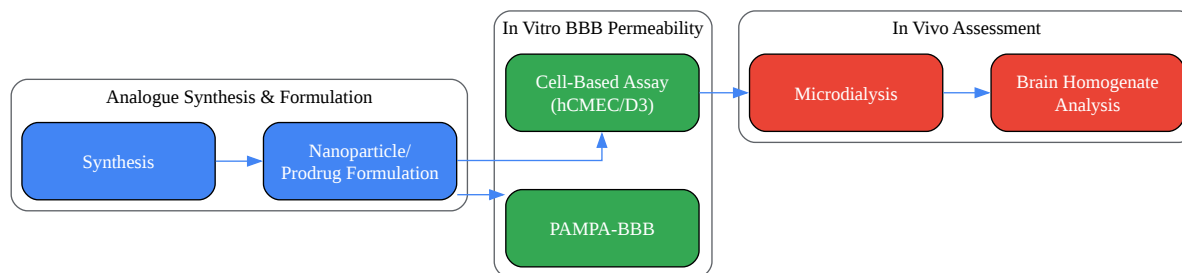 Analogue Synthesis & Formulation
Synthesis
Nanoparticle/
Prodrug Formulation
In Vitro BBB Permeability
Cell-Based Assay
(hCMEC/D3)
PAMPA-BBB
In Vivo Assessment
Microdialysis
Brain Homogenate
Analysis